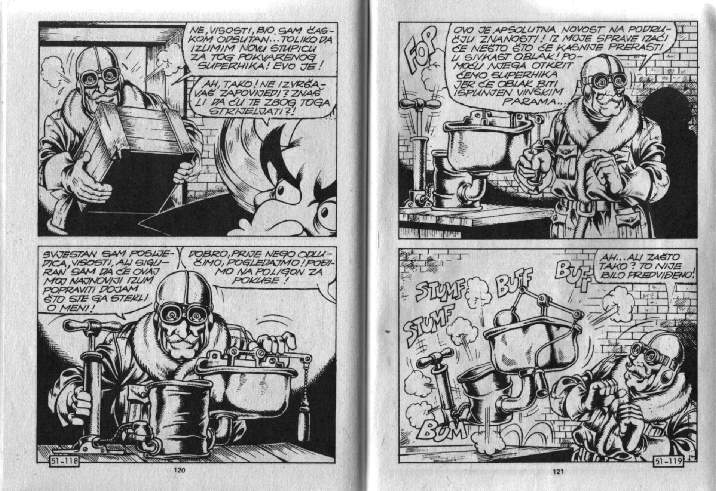 NE, VISOSTI, BIO SAM ČAS-
KOM ODSUTAN... TOLIKO DA
IZUMIM NOVU STUPICU
ZA TOG POKVARENOG
SUPERHIKA! EVO JE!
AH, TAKO! NE IZVRŠA-
VAŠ ZAPOVIJEDI? ZNAŠ
LI DA ĆU TE ZBOG TOGA
STRIJELJATI?!
SVJESTAN SAM POSLJE-
DICA, VISOSTI, ALI SIGU-
RAN SAM DA ĆE OVAJ
MOJ NAJNOVIJI IZUM
POPRAVITI DOJAM
ŠTO STE GA STEKLI
O MENI!
DOBRO, PRIJE NEGO ODLU-
ČIMO, POGLEDAJMO! POĐI-
MO NA POLIGON ZA
POKUSE!
51-118
120
OVO JE APSOLUTNA NOVOST NA PODRU-
ČJU ZNANOSTI! IZ MOJE SPRAVE IZAĆI
ĆE NEŠTO ŠTO ĆE KASNIJE PRERASTI
U SIVKAST OBLAK! PO-
MOĆU NJEGA OTKRIT
ĆEMO SUPERHIKA
JER ĆE OBLAK BITI
ISPUNJEN VINSKIM
PARAMA...
FOP
AH... ALI ZAŠTO
TAKO? TO NIJE
BILO PREDVIĐENO!
STUMF
BUFF
BUFF
STUMF
BUM!
51-119
121